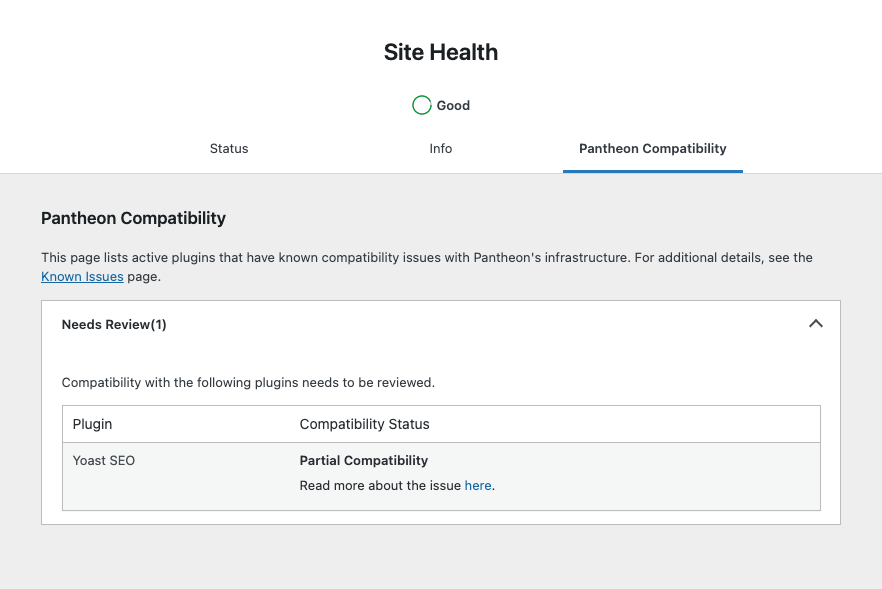 Site Health
Good
Status
Info
Pantheon Compatibility
Pantheon Compatibility
This page lists active plugins that have known compatibility issues with Pantheon's infrastructure. For additional details, see the
Known Issues page.
Needs Review(1)
Compatibility with the following plugins needs to be reviewed.
Plugin
Compatibility Status
Yoast SEO
Partial Compatibility
Read more about the issue here.